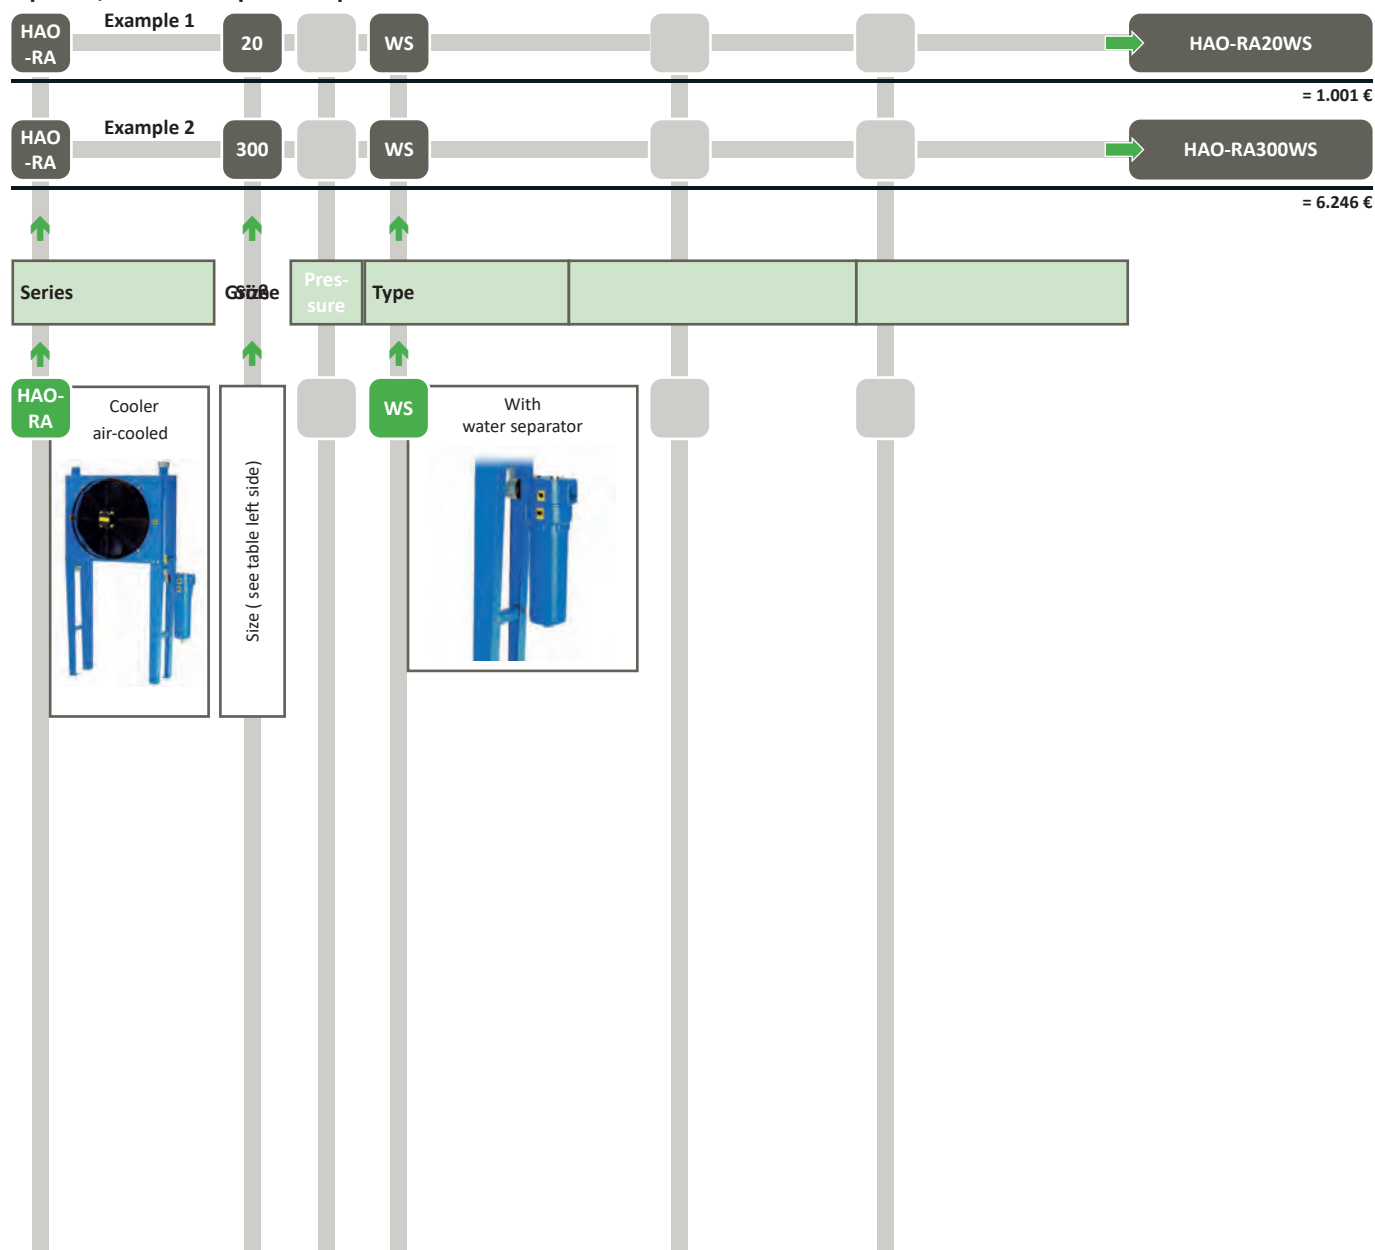 Example 1
HAO
-RA
20
WS
HAO-RA20WS
= 1.001 €
Example 2
HAO
-RA
300
WS
HAO-RA300WS
= 6.246 €
Series
Größe
Size
Pres-
sure
Type
HAO-
RA
Cooler
air-cooled
Size ( see table left side)
WS
With
water separator